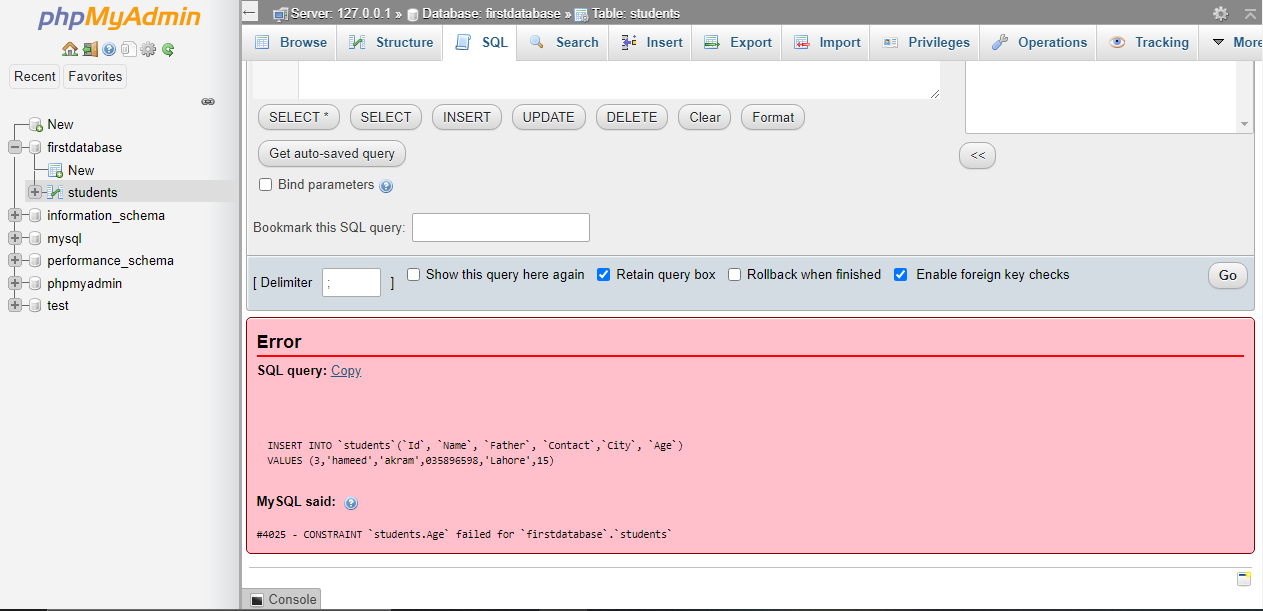 phpMyAdmin
Recent Favorites
New
firstdatabase
New
students
information_schema
mysql
performance_schema
phpmyadmin
test
Server: 127.0.0.1 » Database: firstdatabase » Table: students
Browse Structure SQL Search Insert Export Import Privileges Operations Tracking More
SELECT * SELECT INSERT UPDATE DELETE Clear Format
Get auto-saved query <<
Bind parameters
Bookmark this SQL query:
[ Delimiter ; ] Show this query here again Retain query box Rollback when finished Enable foreign key checks Go
Error
SQL query: Copy
INSERT INTO `students`(`Id`, `Name`, `Father`, `Contact`,`City`, `Age`)
VALUES (3,'hameed','akram',035896598,'Lahore',15)
MySQL said:
#4025 - CONSTRAINT `students.Age` failed for `firstdatabase`.`students`
Console